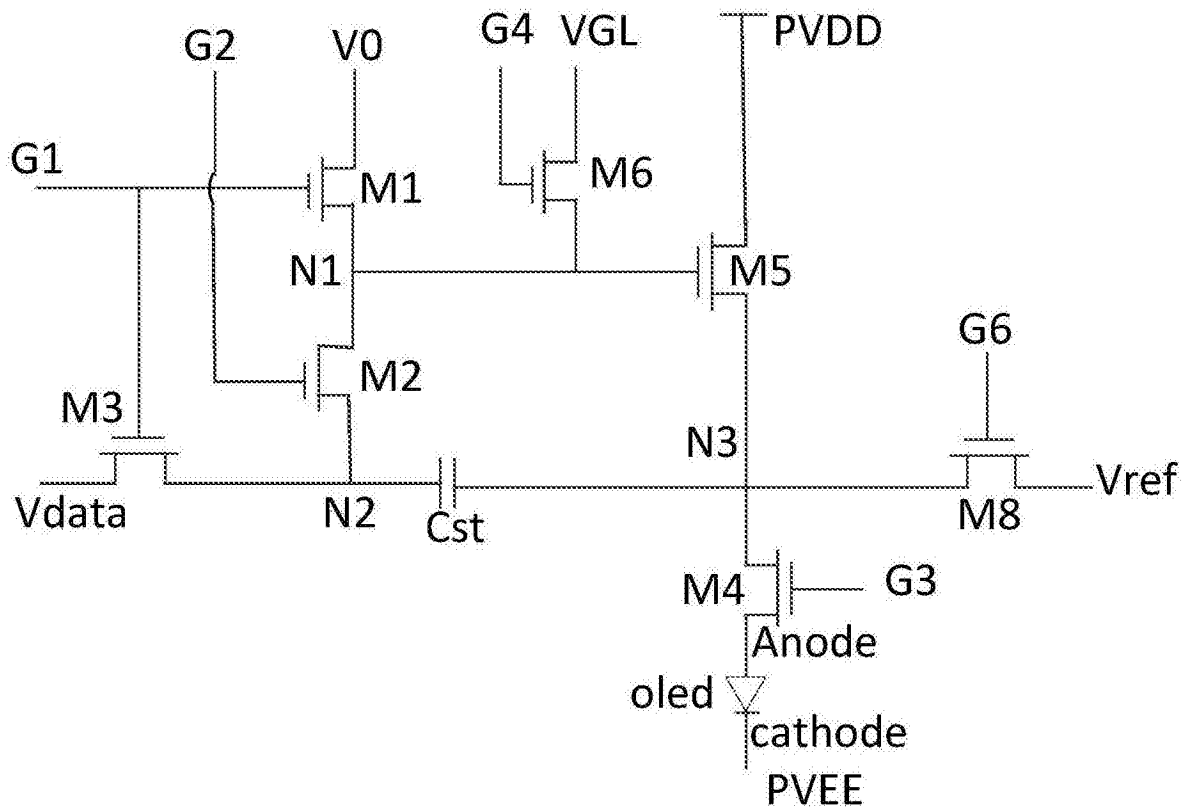 G2
V0
G4
VGL
PVDD
G1
M1
M6
N1
M5
M2
G6
M3
N3
Vdata
N2
Cst
M8
Vref
M4
G3
Anode
oled
cathode
PVEE